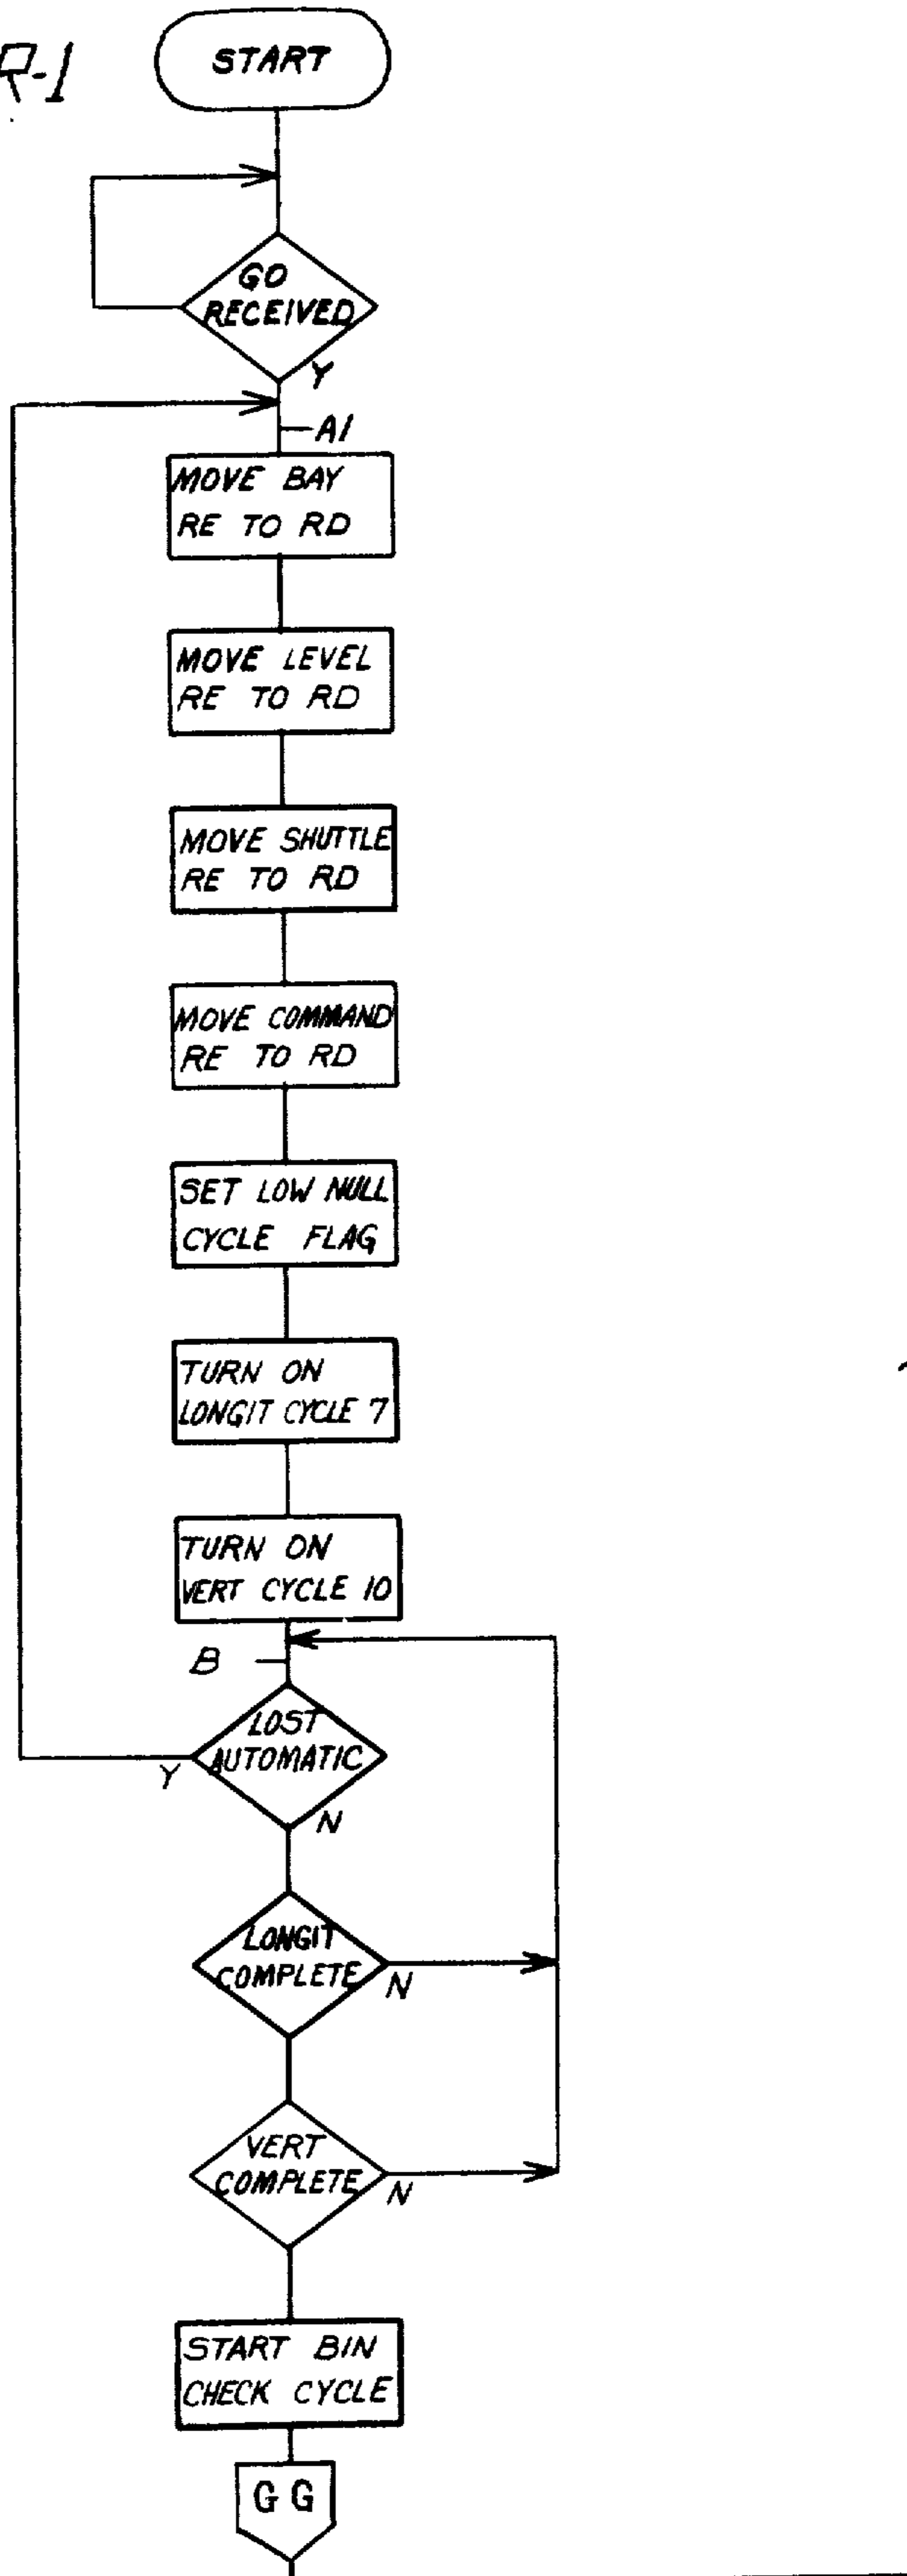 R-1
START
GO
RECEIVED
Y
A1
MOVE BAY
RE TO RD
MOVE LEVEL
RE TO RD
MOVE SHUTTLE
RE TO RD
MOVE COMMAND
RE TO RD
SET LOW NULL
CYCLE FLAG
TURN ON
LONGIT CYCLE 7
TURN ON
VERT CYCLE 10
B
LOST
AUTOMATIC
Y
N
LONGIT
COMPLETE
N
VERT
COMPLETE
N
START BIN
CHECK CYCLE
GG